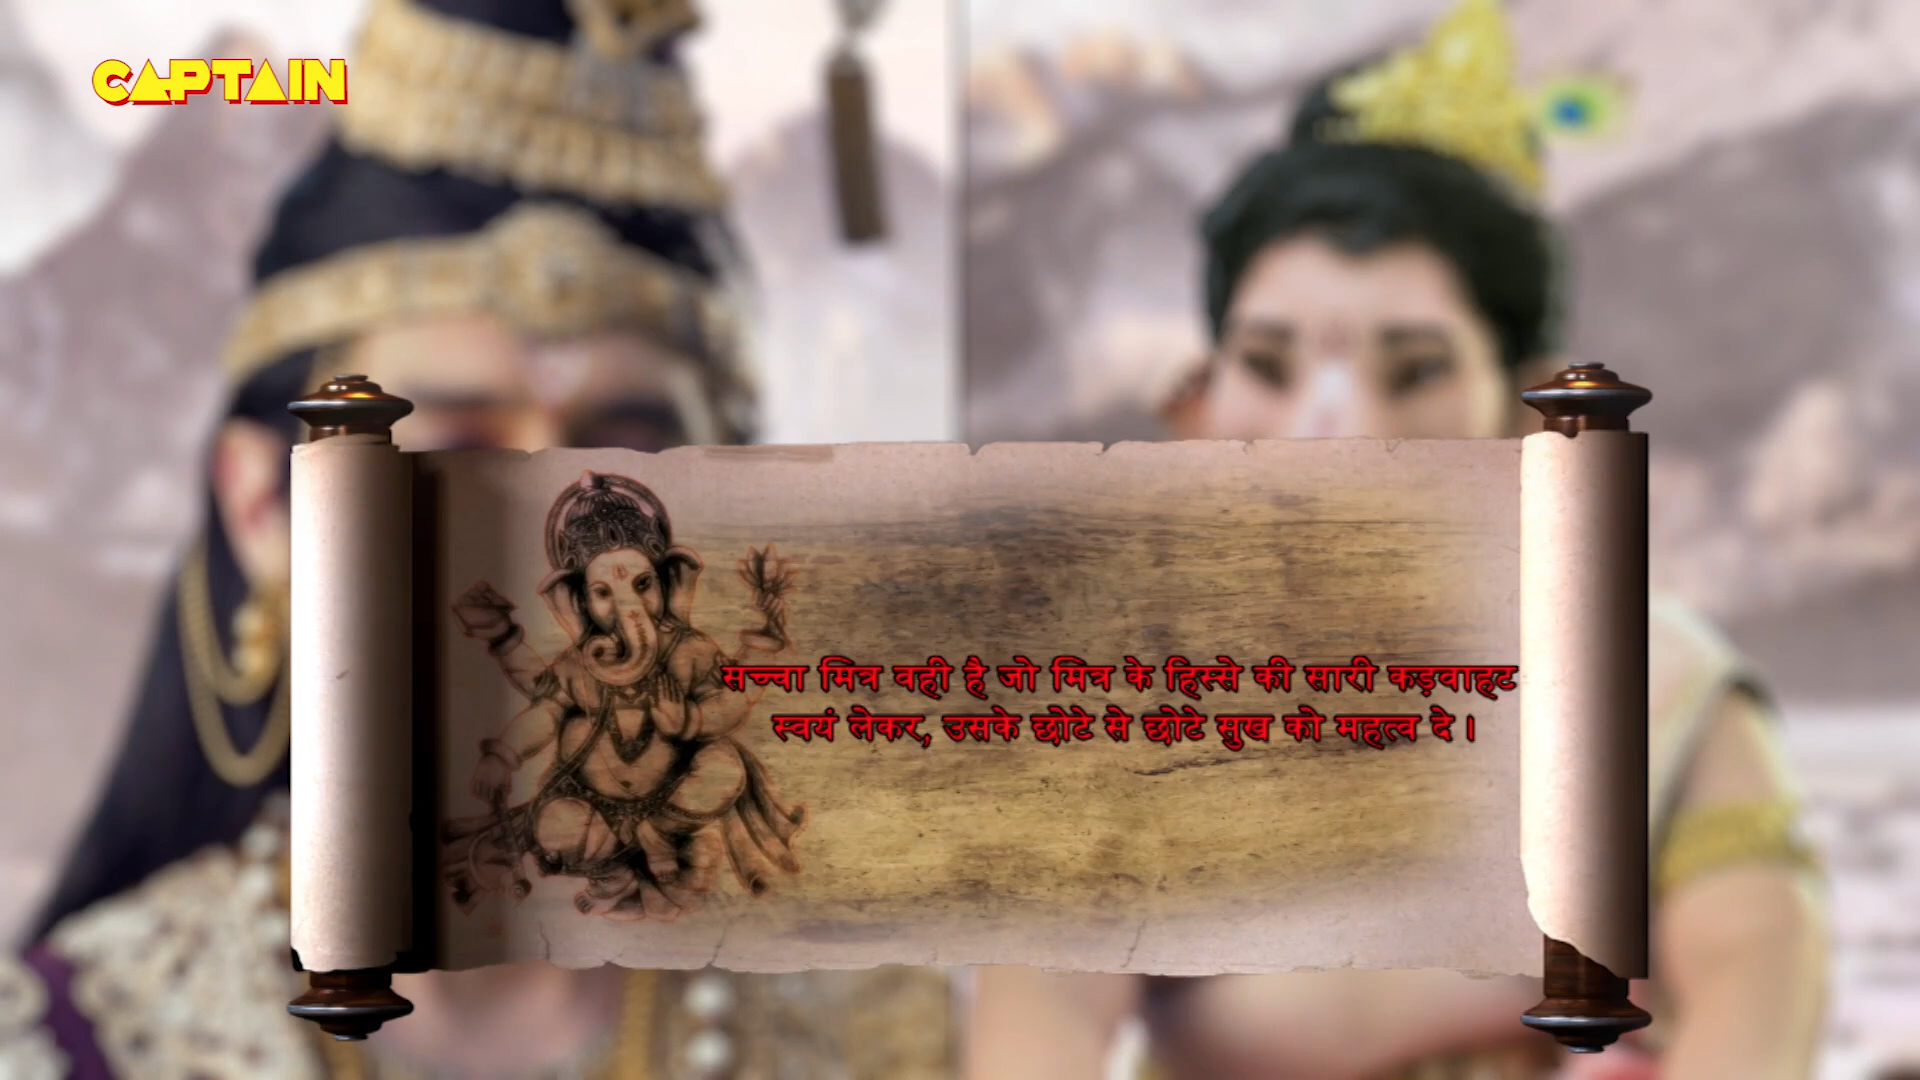 CAPTAIN
सच्चा मित्र वही है जो मित्र के हिस्से की सारी कड़वाहट
स्वयं लेकर, उसके छोटे से छोटे सुख को महत्व दे ।